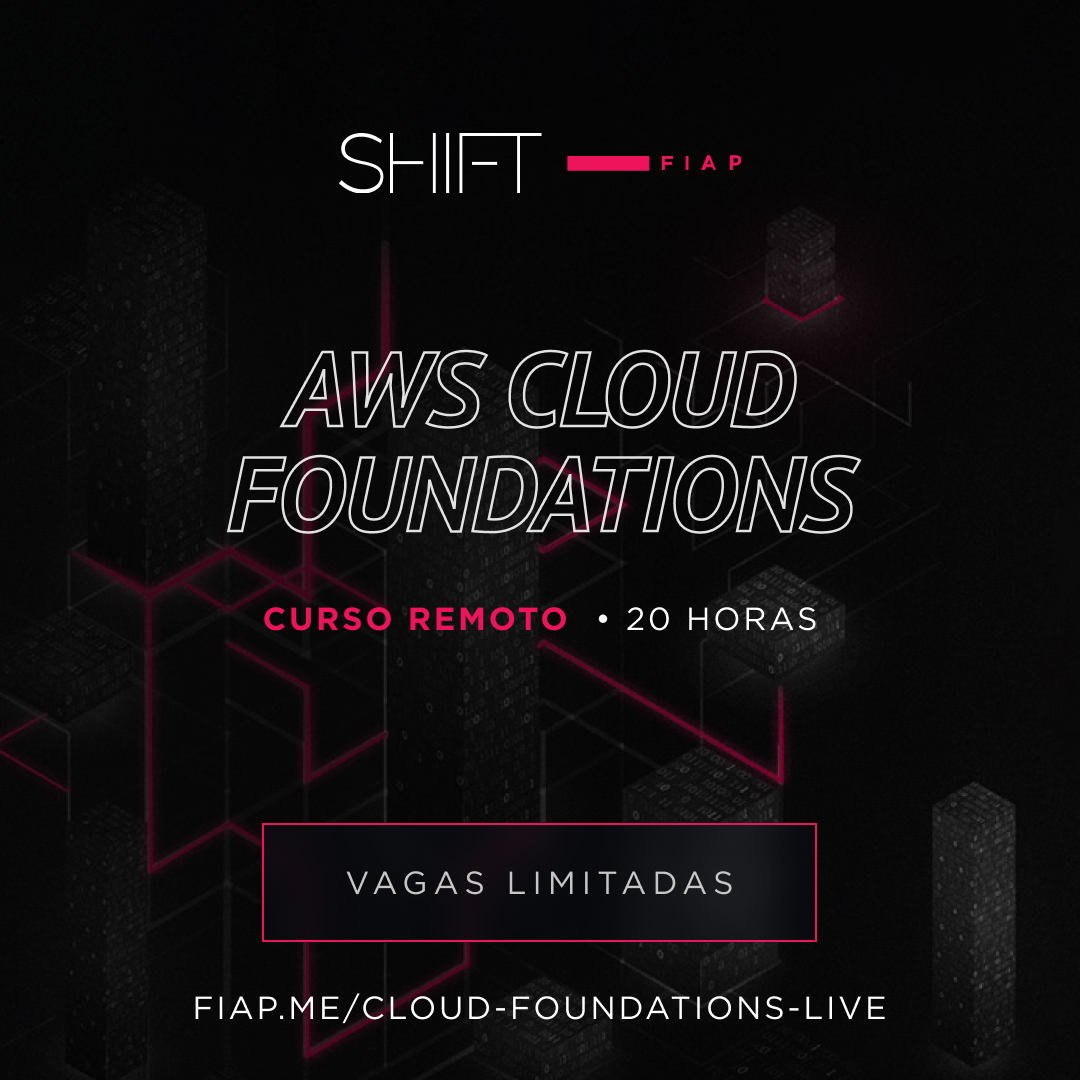 SHIFT FIAP
AWS CLOUD
FOUNDATIONS
CURSO REMOTO • 20 HORAS
VAGAS LIMITADAS
FIAP.ME/CLOUD-FOUNDATIONS-LIVE